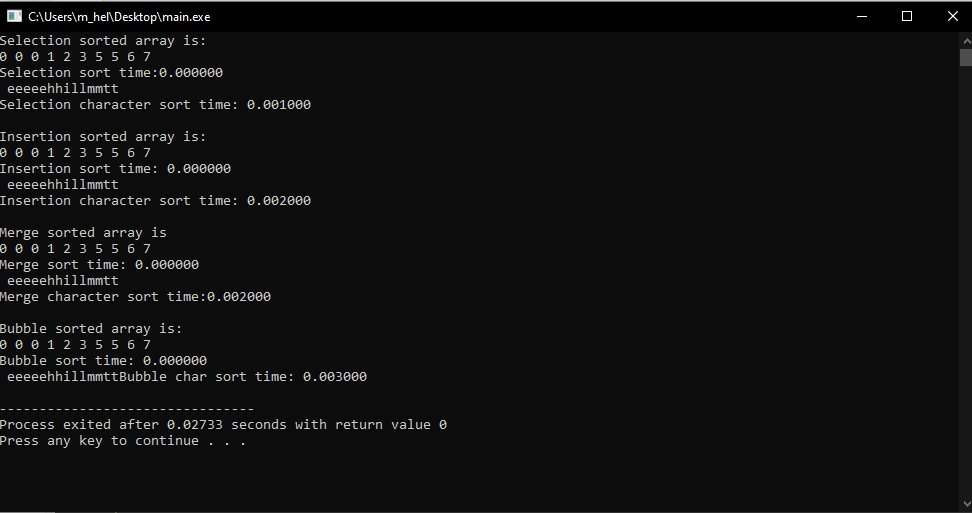 C:\Users\m_hel\Desktop\main.exe
Selection sorted array is:
0 0 0 1 2 3 5 5 6 7
Selection sort time:0.000000
 eeeeehhillmmtt
Selection character sort time: 0.001000

Insertion sorted array is:
0 0 0 1 2 3 5 5 6 7
Insertion sort time: 0.000000
 eeeeehhillmmtt
Insertion character sort time: 0.002000

Merge sorted array is
0 0 0 1 2 3 5 5 6 7
Merge sort time: 0.000000
 eeeeehhillmmtt
Merge character sort time:0.002000

Bubble sorted array is:
0 0 0 1 2 3 5 5 6 7
Bubble sort time: 0.000000
 eeeeehhillmmttBubble char sort time: 0.003000

--------------------------------
Process exited after 0.02733 seconds with return value 0
Press any key to continue . . .